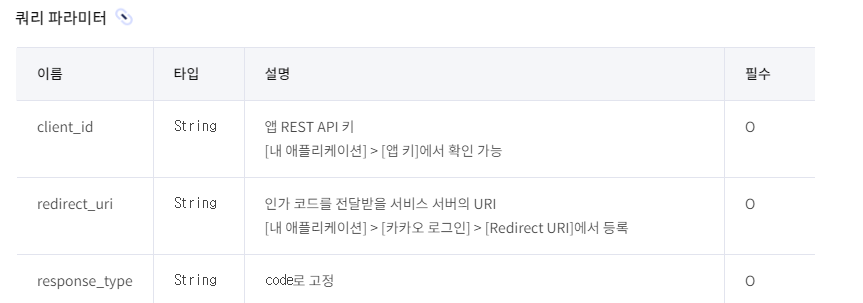 쿼리 파라미터
이름 타입 설명 필수
client_id String 앱 REST API 키 O
[내 애플리케이션] > [앱 키]에서 확인 가능
redirect_uri String 인가 코드를 전달받을 서비스 서버의 URI O
[내 애플리케이션] > [카카오 로그인] > [Redirect URI]에서 등록
response_type String code로 고정 O